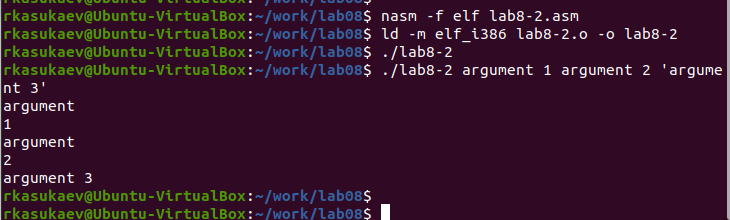 rkasukaev@Ubuntu-VirtualBox:~/work/lab08$ nasm -f elf lab8-2.asm
rkasukaev@Ubuntu-VirtualBox:~/work/lab08$ ld -m elf_i386 lab8-2.o -o lab8-2
rkasukaev@Ubuntu-VirtualBox:~/work/lab08$ ./lab8-2
rkasukaev@Ubuntu-VirtualBox:~/work/lab08$ ./lab8-2 argument 1 argument 2 'argume
nt 3'
argument
1
argument
2
argument 3
rkasukaev@Ubuntu-VirtualBox:~/work/lab08$
rkasukaev@Ubuntu-VirtualBox:~/work/lab08$